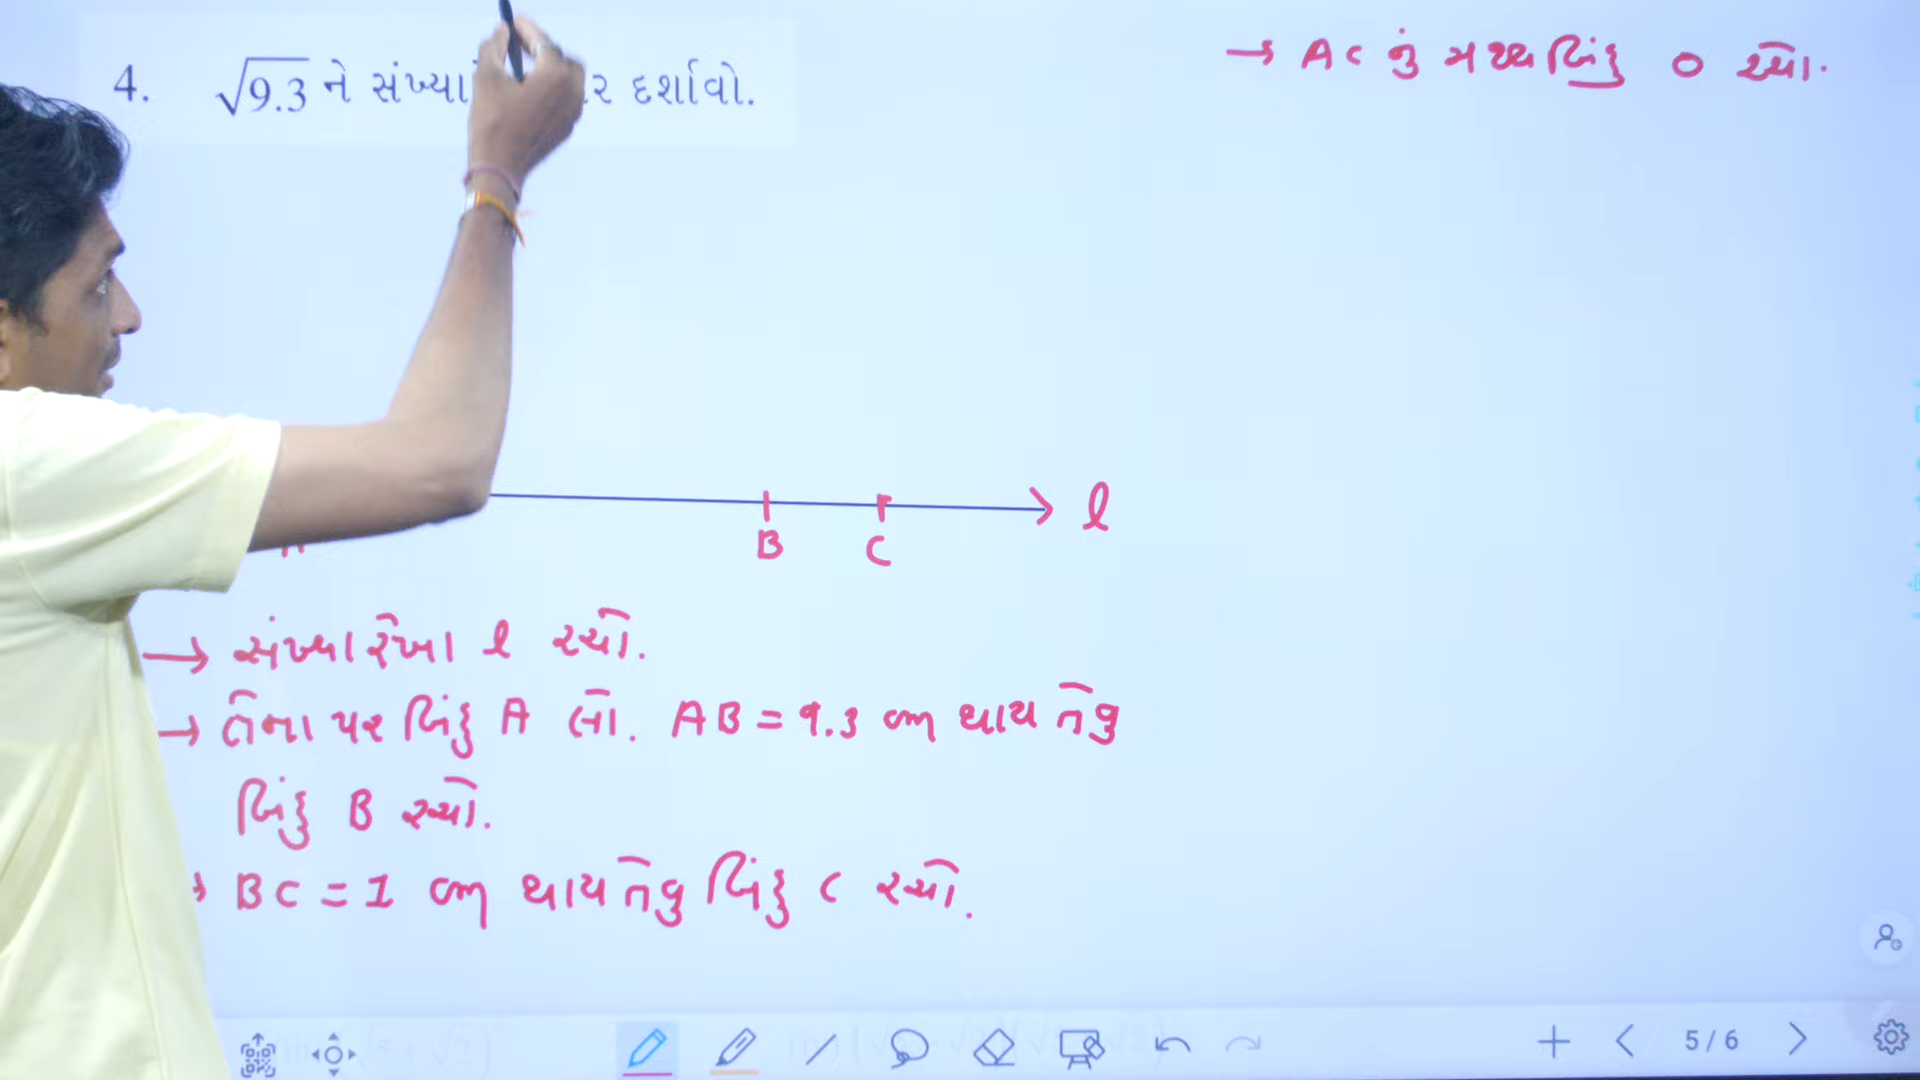 4. √9.3 ને દર્શાવો.
→ AC નું મધ્યબિંદુ O રચો.
B C l
→ સંખ્યારેખા l રચો.
→ તેના પર બિંદુ A લો. AB = 9.3 cm થાય તેવુ
બિંદુ B રચો.
→ BC = 1 cm થાય તેવુ બિંદુ C રચો.
5/6